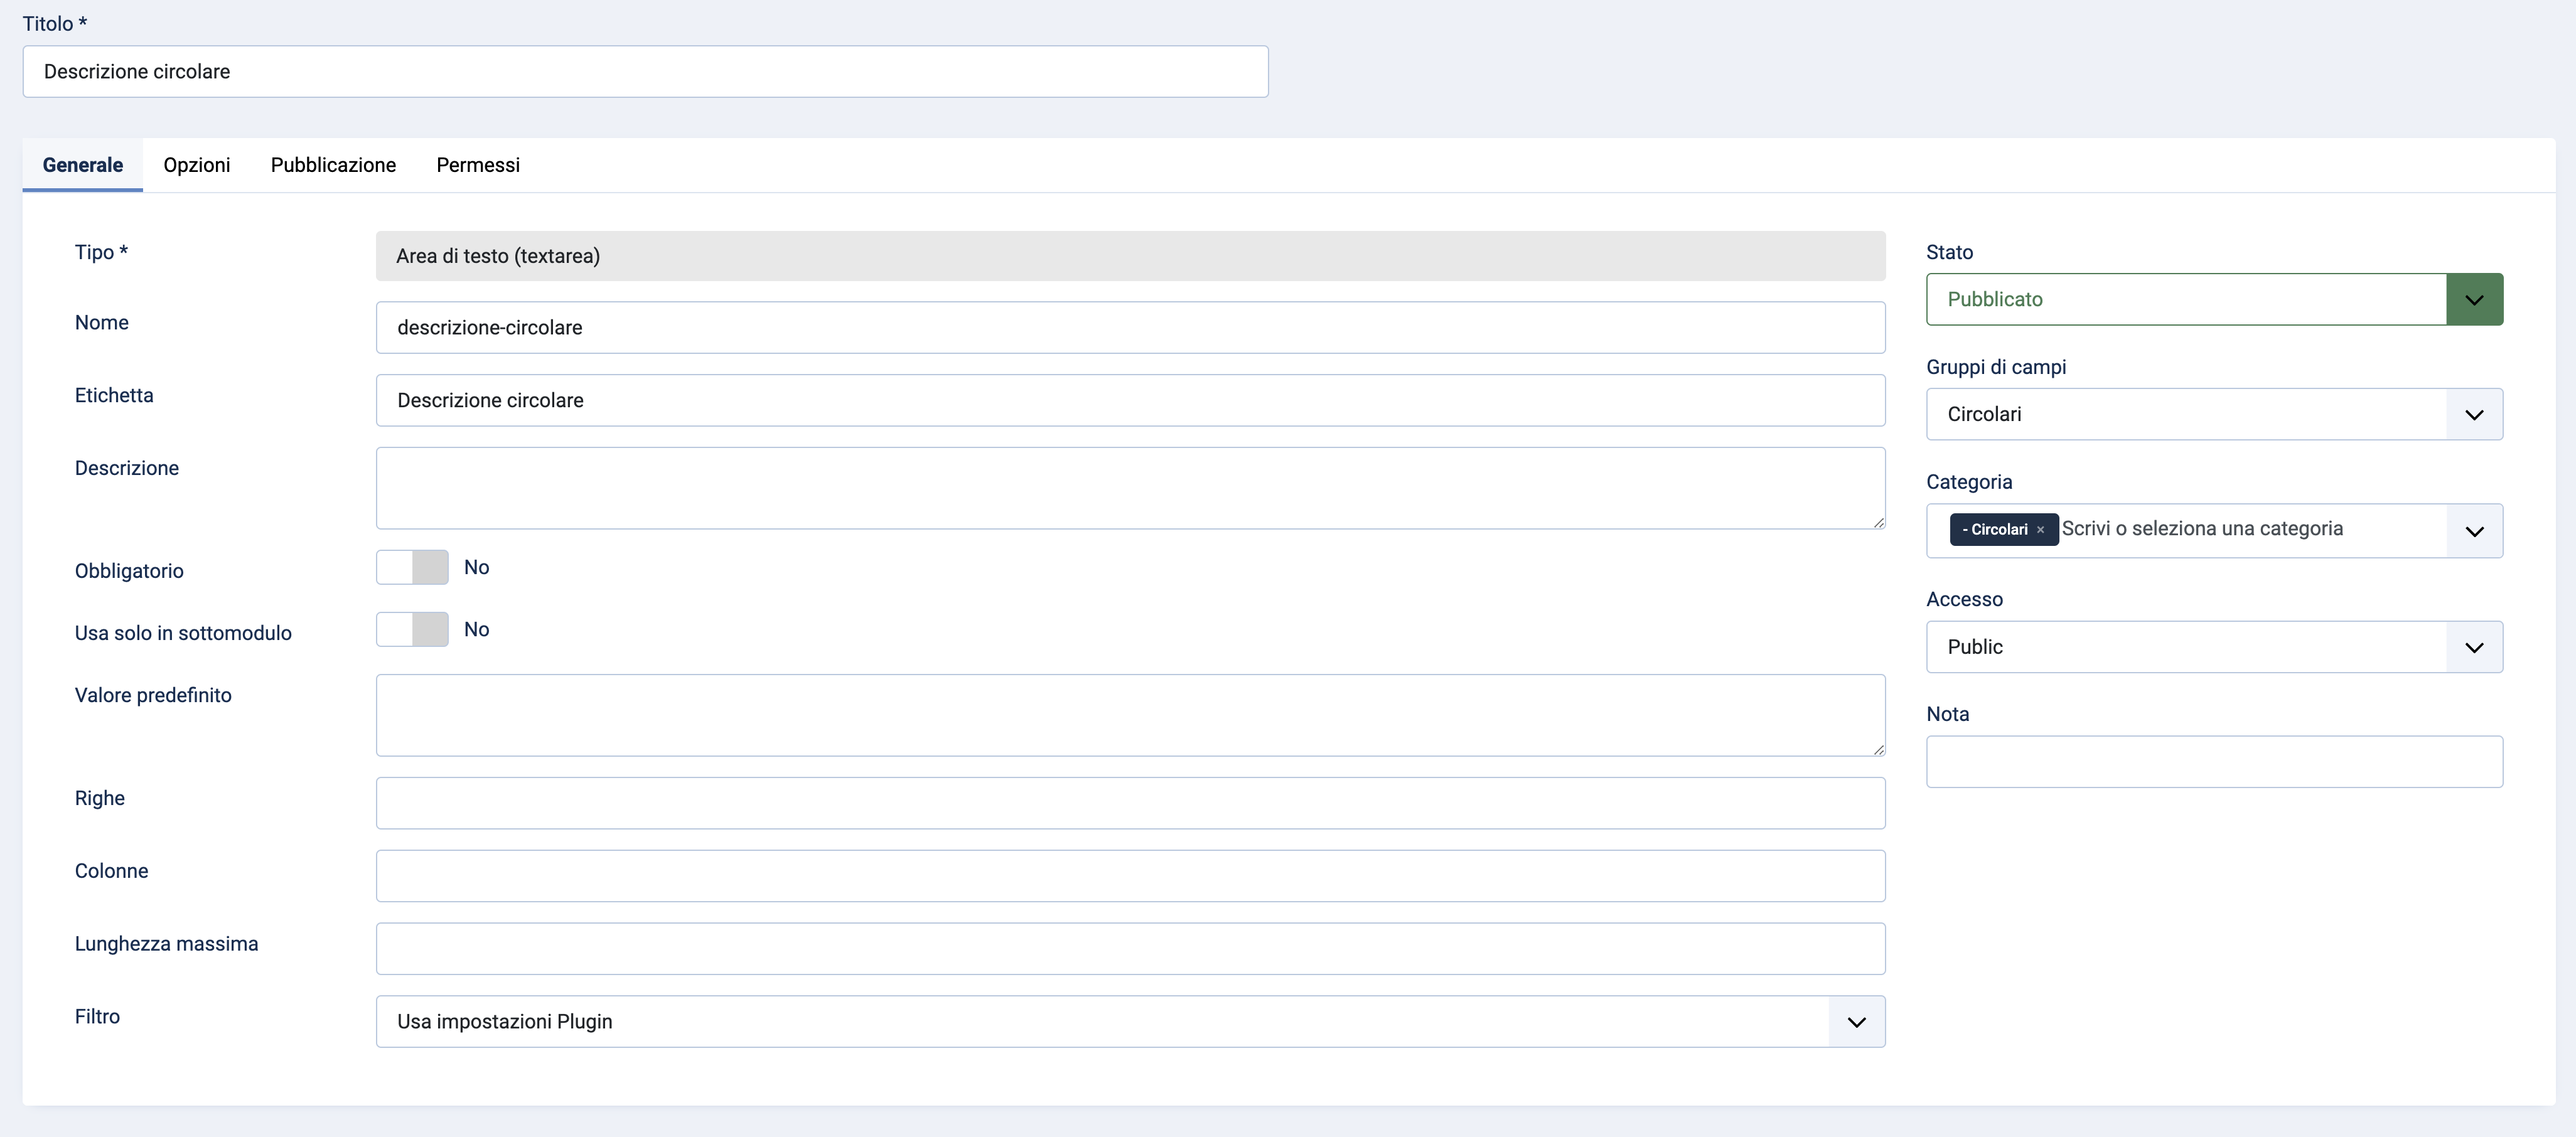 Titolo *
Descrizione circolare
Generale Opzioni Pubblicazione Permessi
Tipo *
Area di testo (textarea)
Nome
descrizione-circolare
Etichetta
Descrizione circolare
Descrizione
Obbligatorio
No
Usa solo in sottomodulo
No
Valore predefinito
Righe
Colonne
Lunghezza massima
Filtro
Usa impostazioni Plugin
Stato
Pubblicato
Gruppi di campi
Circolari
Categoria
- Circolari × Scrivi o seleziona una categoria
Accesso
Public
Nota